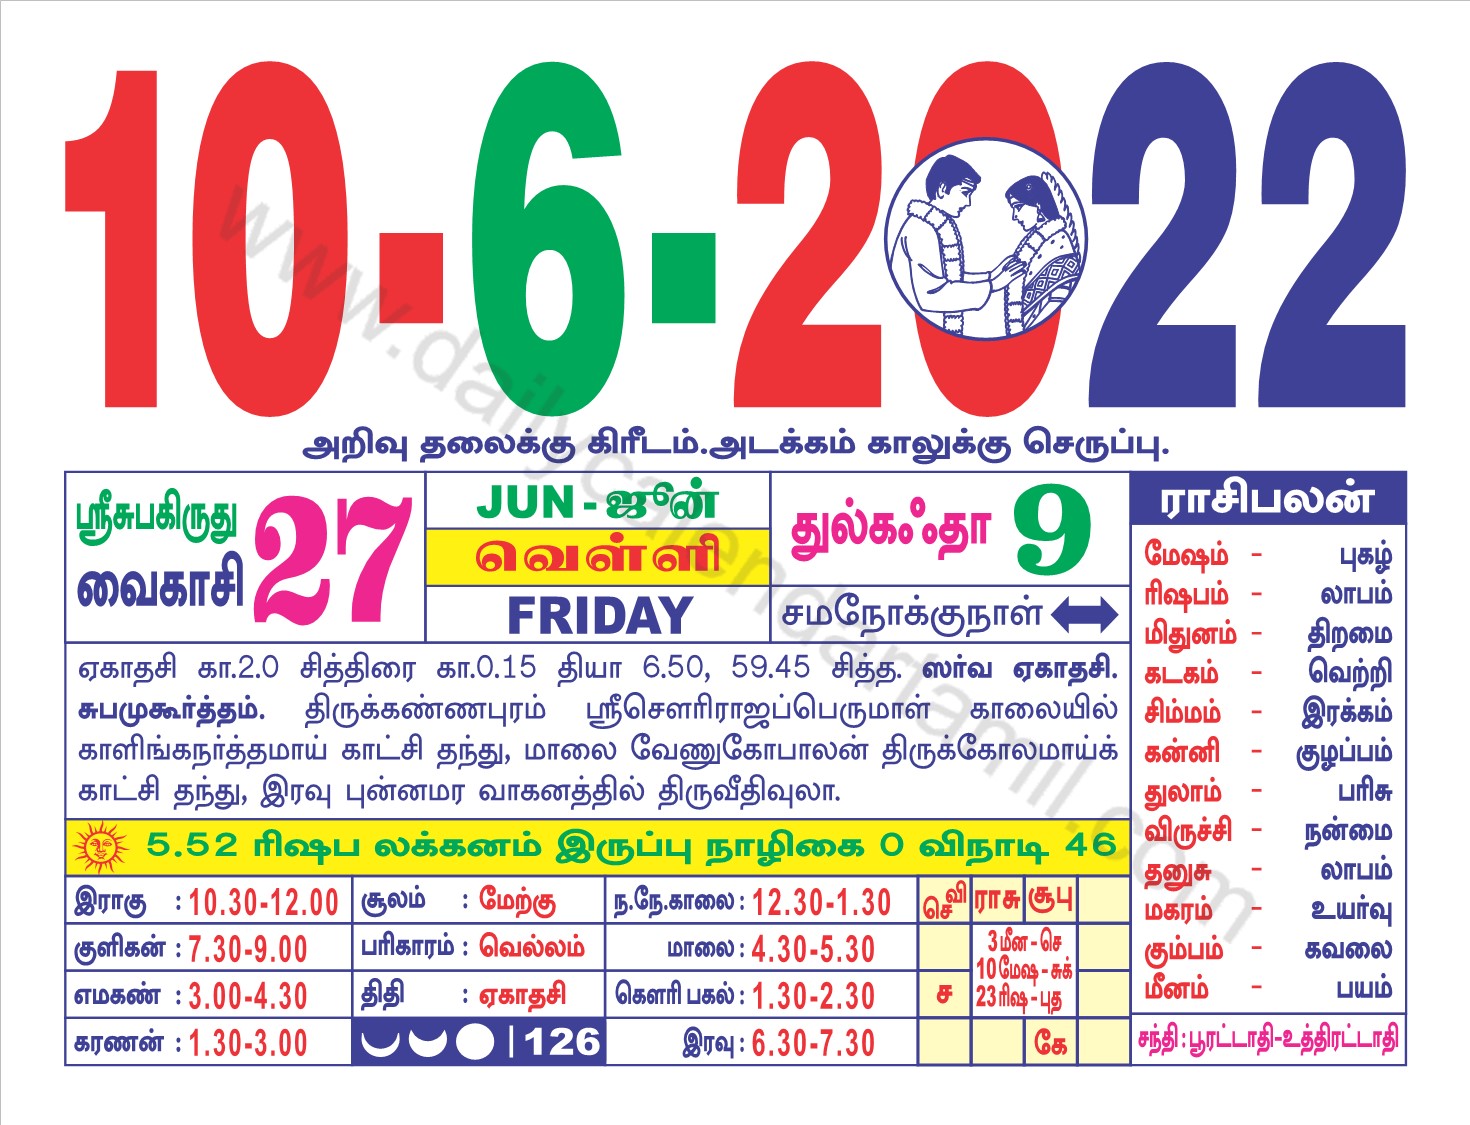 10-6-2022
அறிவு தலைக்கு கிரீடம்.அடக்கம் காலுக்கு செருப்பு.
ஸ்ரீசுபகிருது
வைகாசி 27
JUN - ஜூன்
வெள்ளி
FRIDAY
துல்கஃதா 9
சமநோக்குநாள்
ஏகாதசி கா.2.0 சித்திரை கா.0.15 தியா 6.50, 59.45 சித்த. ஸர்வ ஏகாதசி.
சுபமுகூர்த்தம். திருக்கண்ணபுரம் ஸ்ரீசௌரிராஜப்பெருமாள் காலையில்
காளிங்கநர்த்தமாய் காட்சி தந்து, மாலை வேணுகோபாலன் திருக்கோலமாய்க்
காட்சி தந்து, இரவு புன்னமர வாகனத்தில் திருவீதிவுலா.
5.52 ரிஷப லக்கனம் இருப்பு நாழிகை 0 விநாடி 46
இராகு : 10.30-12.00
குளிகன் : 7.30-9.00
எமகண் : 3.00-4.30
கரணன் : 1.30-3.00
சூலம் : மேற்கு
பரிகாரம் : வெல்லம்
திதி : ஏகாதசி
|126
ந.நே.காலை : 12.30-1.30
மாலை : 4.30-5.30
கௌரி பகல் : 1.30-2.30
இரவு : 6.30-7.30
செவி ராசு சூபு
3மீன-செ
10மேஷ-சுக்
23ரிஷ-புத
ச
கே
ராசிபலன்
மேஷம் - புகழ்
ரிஷபம் - லாபம்
மிதுனம் - திறமை
கடகம் - வெற்றி
சிம்மம் - இரக்கம்
கன்னி - குழப்பம்
துலாம் - பரிசு
விருச்சி - நன்மை
தனுசு - லாபம்
மகரம் - உயர்வு
கும்பம் - கவலை
மீனம் - பயம்
சந்தி : பூரட்டாதி-உத்திரட்டாதி
www.dailycalendartamil.com